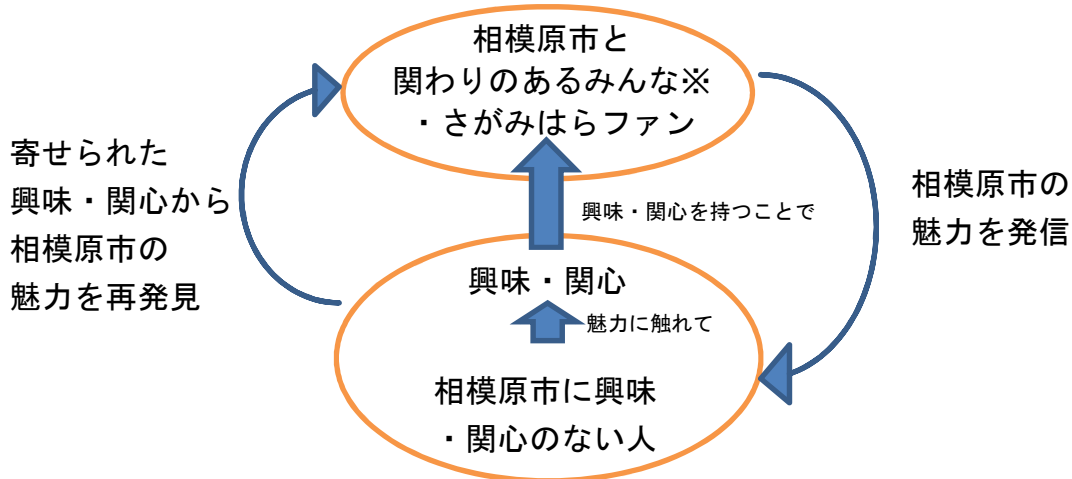 相模原市と
関わりのあるみんな※
・さがみはらファン
寄せられた
興味・関心から
相模原市の
魅力を再発見
相模原市の
魅力を発信
興味・関心を持つことで
興味・関心
魅力に触れて
相模原市に興味
・関心のない人